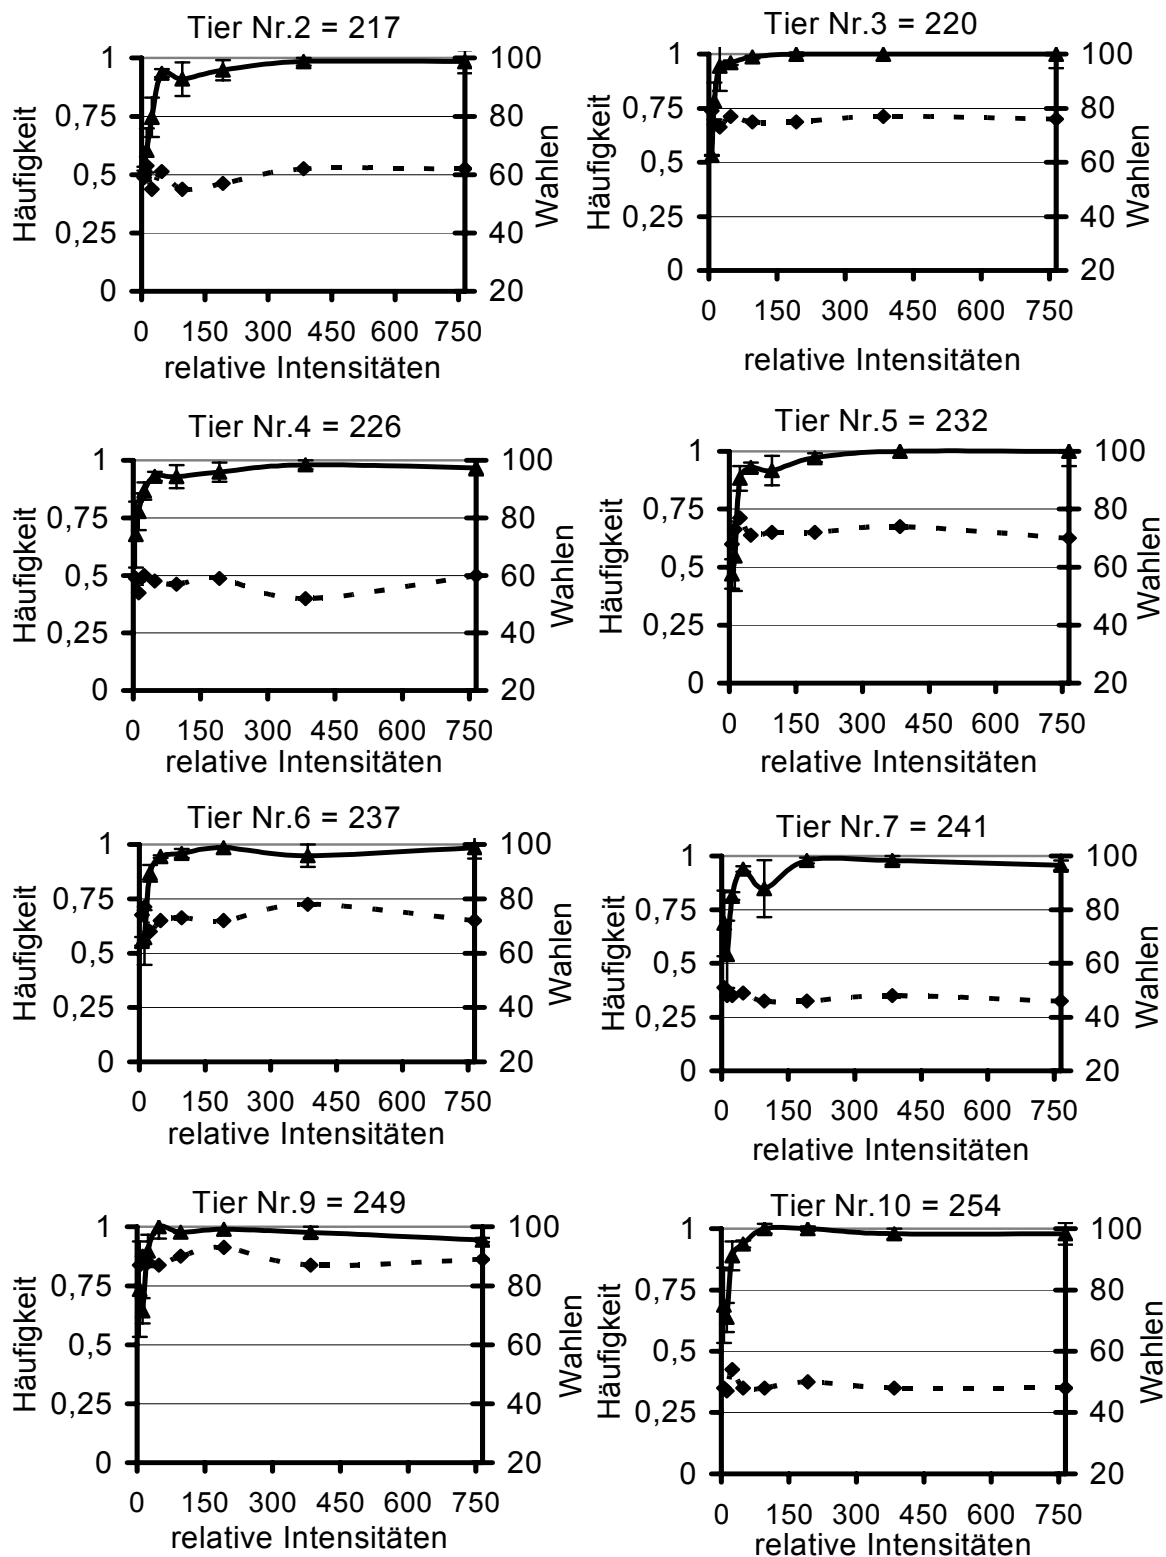 Tier Nr.2 = 217
1
0,75
0,5
0,25
0
Häufigkeit
100
80
60
40
20
Wahlen
0 150 300 450 600 750
relative Intensitäten
Tier Nr.3 = 220
1
0,75
0,5
0,25
0
Häufigkeit
100
80
60
40
20
Wahlen
0 150 300 450 600 750
relative Intensitäten
Tier Nr.4 = 226
1
0,75
0,5
0,25
0
Häufigkeit
100
80
60
40
20
Wahlen
0 150 300 450 600 750
relative Intensitäten
Tier Nr.5 = 232
1
0,75
0,5
0,25
0
Häufigkeit
100
80
60
40
20
Wahlen
0 150 300 450 600 750
relative Intensitäten
Tier Nr.6 = 237
1
0,75
0,5
0,25
0
Häufigkeit
100
80
60
40
20
Wahlen
0 150 300 450 600 750
relative Intensitäten
Tier Nr.7 = 241
1
0,75
0,5
0,25
0
Häufigkeit
100
80
60
40
20
Wahlen
0 150 300 450 600 750
relative Intensitäten
Tier Nr.9 = 249
1
0,75
0,5
0,25
0
Häufigkeit
100
80
60
40
20
Wahlen
0 150 300 450 600 750
relative Intensitäten
Tier Nr.10 = 254
1
0,75
0,5
0,25
0
Häufigkeit
100
80
60
40
20
Wahlen
0 150 300 450 600 750
relative Intensitäten